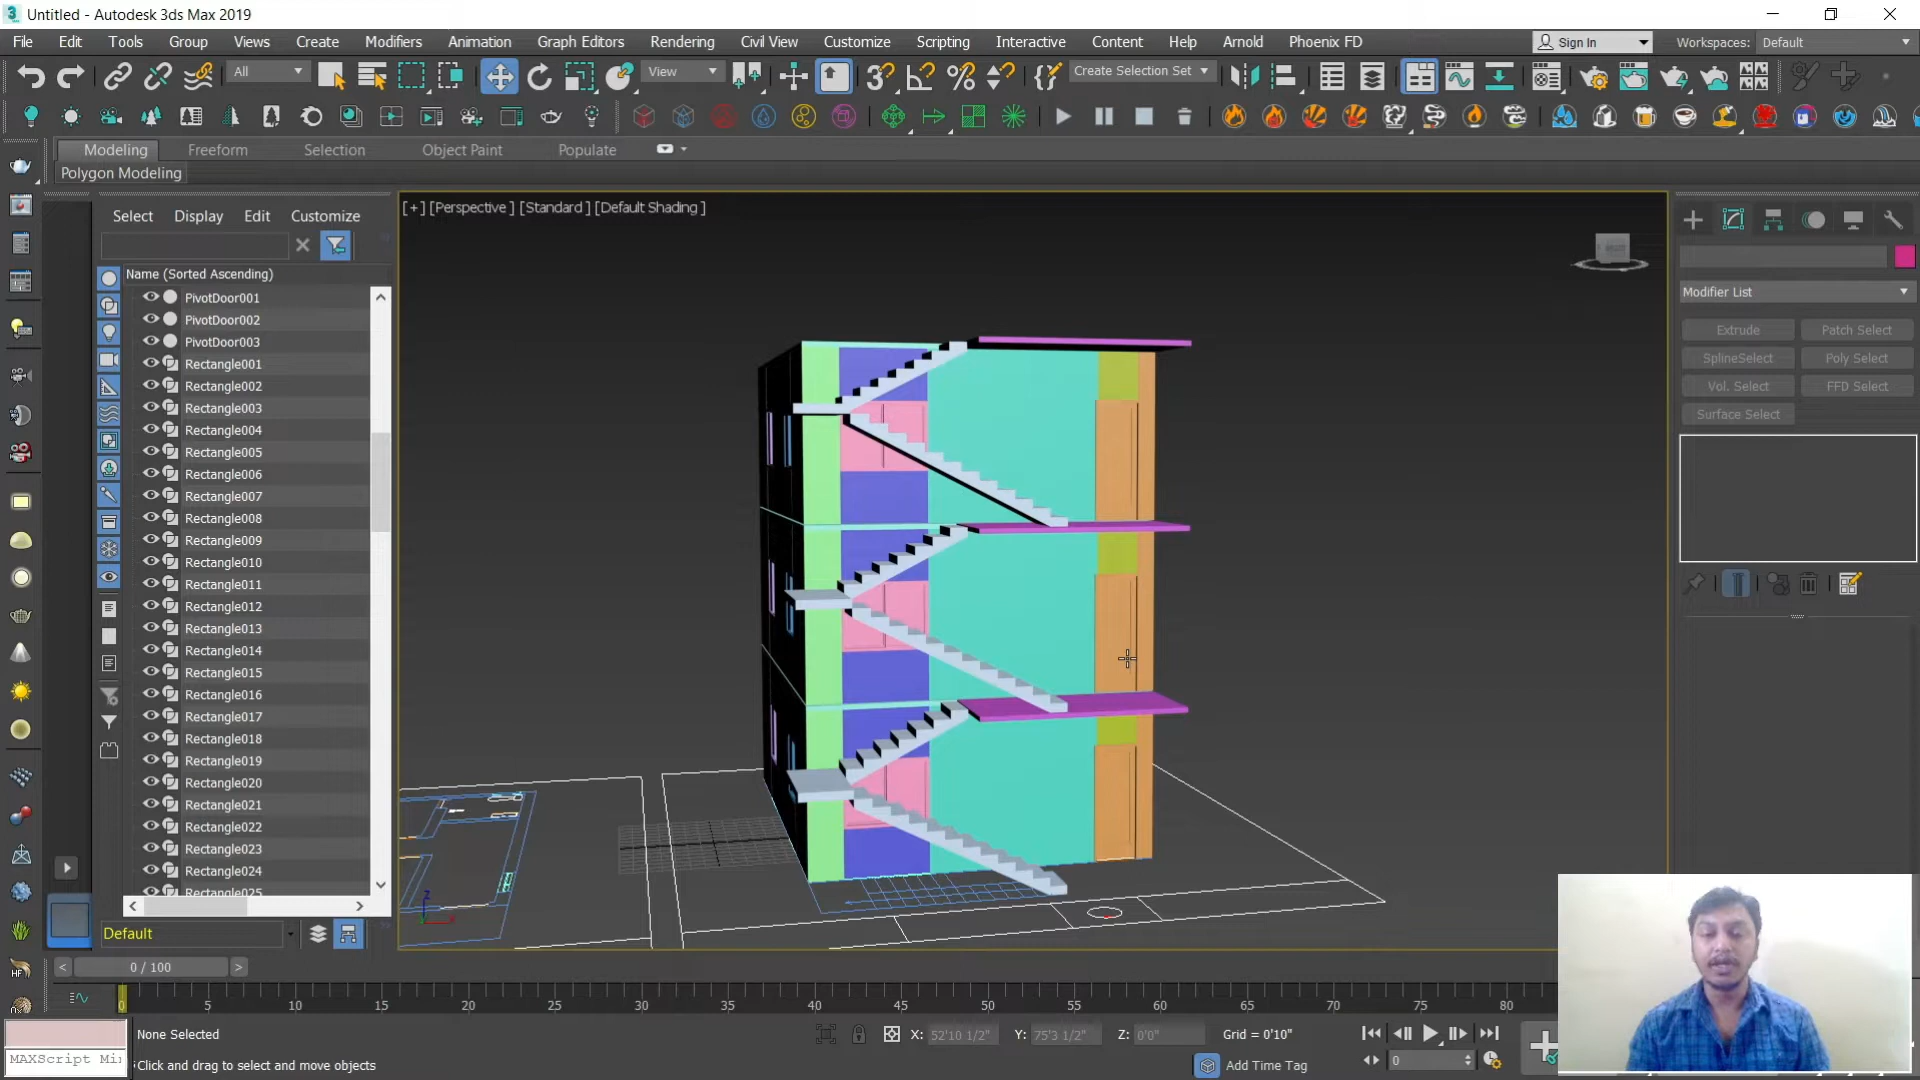 Untitled - Autodesk 3ds Max 2019
File Edit Tools Group Views Create Modifiers Animation Graph Editors Rendering Civil View Customize Scripting Interactive Content Help Arnold Phoenix FD Sign In Workspaces: Default
All View Create Selection Set
Modeling Freeform Selection Object Paint Populate
Polygon Modeling
Select Display Edit Customize
[+] [Perspective ] [Standard ] [Default Shading ]
Name (Sorted Ascending)
PivotDoor001
PivotDoor002
PivotDoor003
Rectangle001
Rectangle002
Rectangle003
Rectangle004
Rectangle005
Rectangle006
Rectangle007
Rectangle008
Rectangle009
Rectangle010
Rectangle011
Rectangle012
Rectangle013
Rectangle014
Rectangle015
Rectangle016
Rectangle017
Rectangle018
Rectangle019
Rectangle020
Rectangle021
Rectangle022
Rectangle023
Rectangle024
Rectangle025
Modifier List
Extrude Patch Select
SplineSelect Poly Select
Vol. Select FFD Select
Surface Select
z
Default
< 0 / 100 >
0 5 10 15 20 25 30 35 40 45 50 55 60 65 70 75 80
None Selected X: 52'10 1/2" Y: 75'3 1/2" Z: 0'0" Grid = 0'10"
MAXScript Mi Click and drag to select and move objects Add Time Tag 0